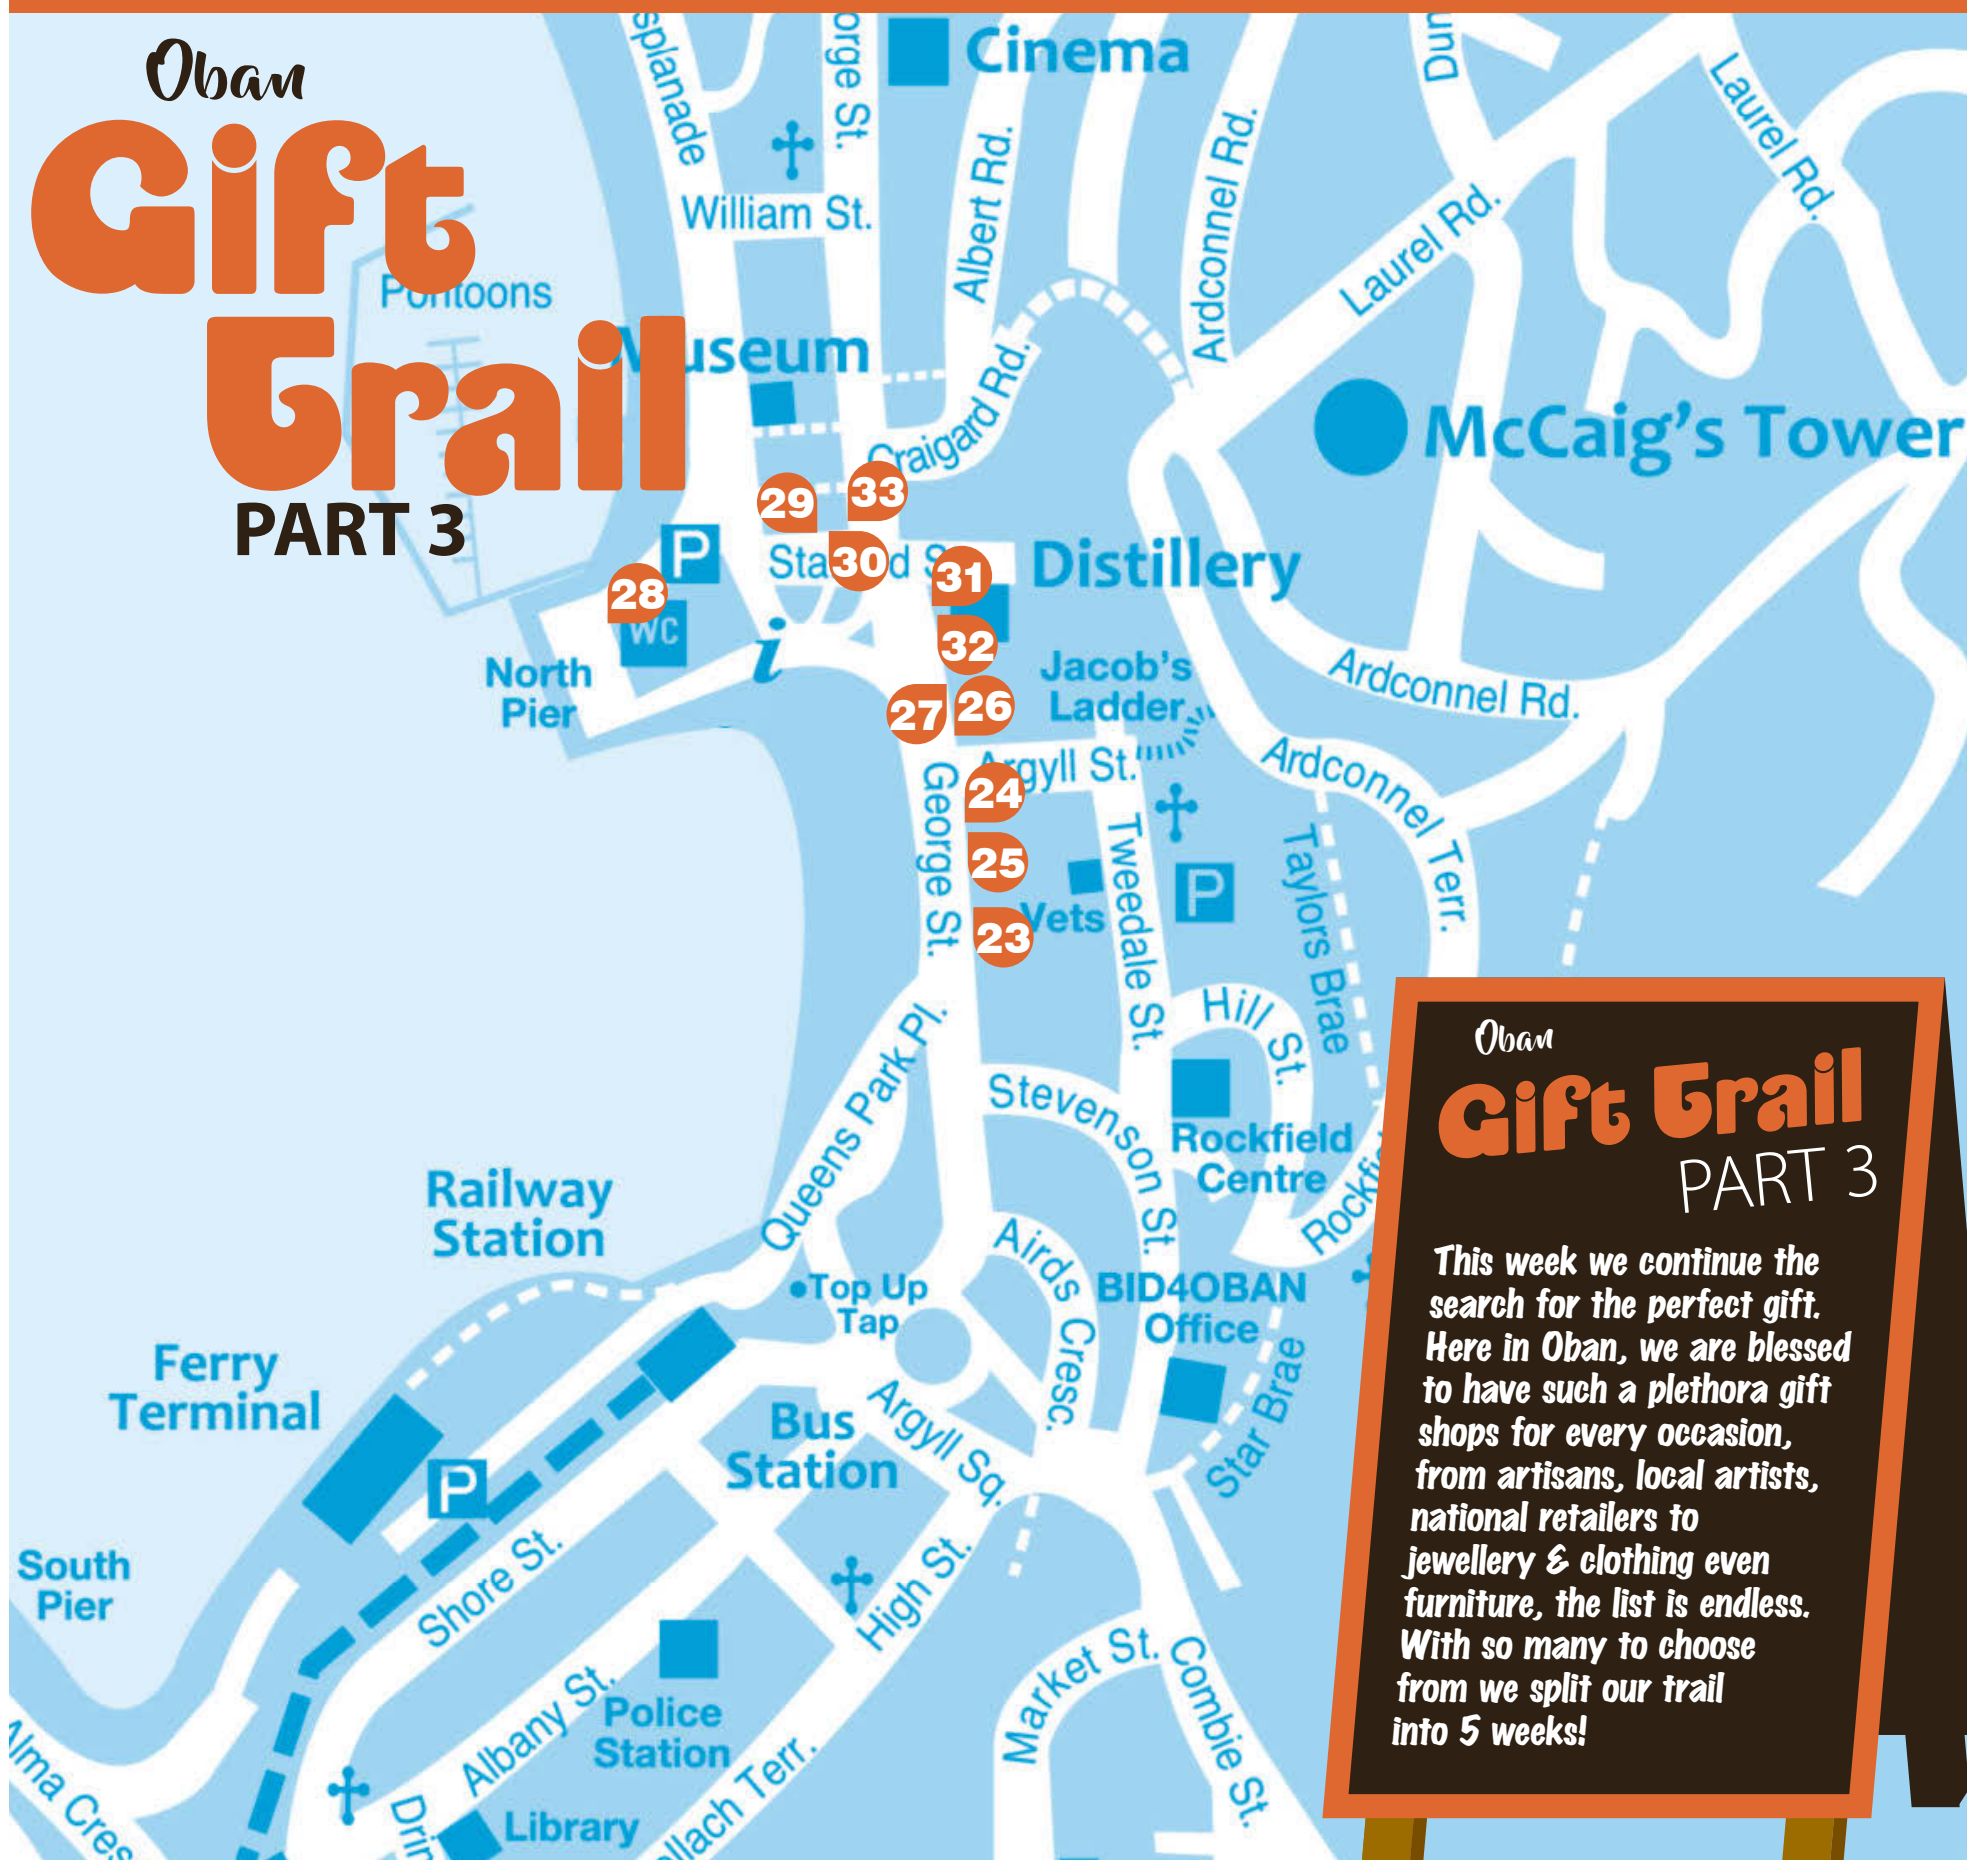 Oban
Gift
Trail
PART 3
Cinema
William St.
Albert Rd.
Ardconnel Rd.
Laurel Rd.
Laurel Rd.
Pontoons
Craigard Rd.
McCaig's Tower
29
33
P
30
31
Distillery
28
WC
i
32
North
Pier
Jacob's
Ladder
27
26
Ardconnel Rd.
Argyll St.
Ardconnel Terr.
24
George St.
25
Tweedale St.
P
Taylors Brae
Vets
23
Hill St.
Queens Park Pl.
Stevenson St.
Rockfield
Centre
Railway
Station
Airds Cresc.
Top Up
Tap
BID4OBAN
Office
Star Brae
Ferry
Terminal
Argyll Sq.
Bus
Station
P
South
Pier
Shore St.
High St.
Market St.
Combie St.
Albany St.
Police
Station
Library
Oban
Gift Trail
PART 3
This week we continue the
search for the perfect gift.
Here in Oban, we are blessed
to have such a plethora gift
shops for every occasion,
from artisans, local artists,
national retailers to
jewellery & clothing even
furniture, the list is endless.
With so many to choose
from we split our trail
into 5 weeks!